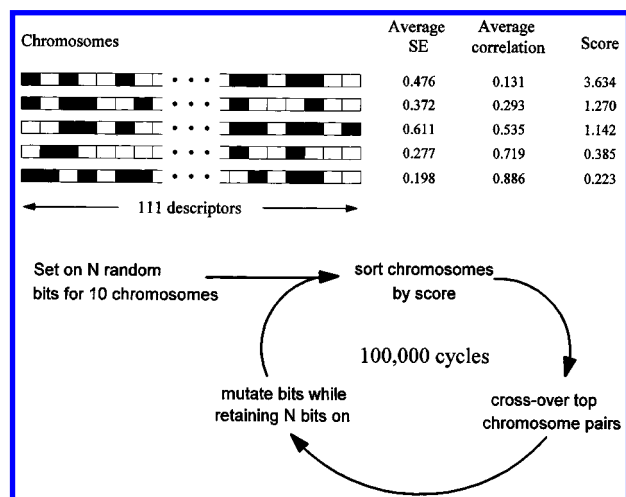 Chromosomes Average SE Average correlation Score
0.476 0.131 3.634
0.372 0.293 1.270
0.611 0.535 1.142
0.277 0.719 0.385
0.198 0.886 0.223
111 descriptors
Set on N random
bits for 10 chromosomes
sort chromosomes
by score
100,000 cycles
mutate bits while
retaining N bits on
cross-over top
chromosome pairs